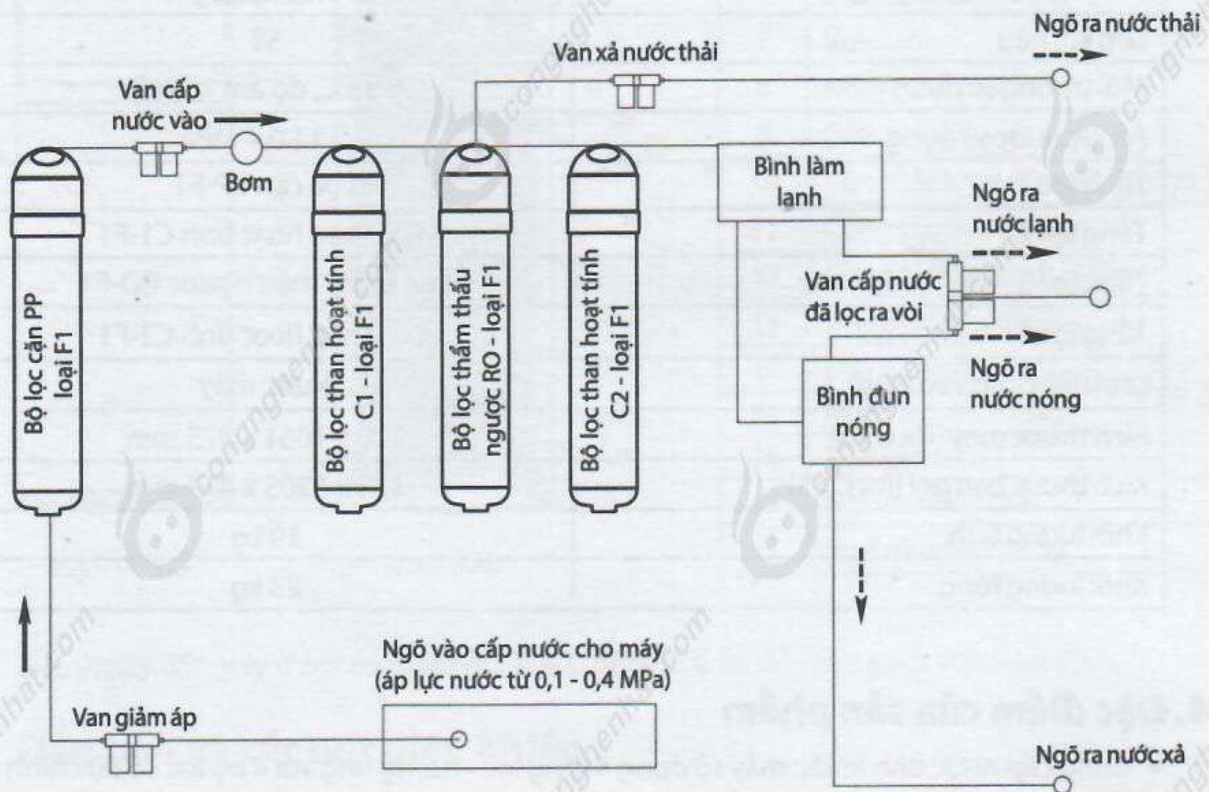 Ngõ ra nước thải
Van xả nước thải
Van cấp
nước vào
Bơm
Bình làm
lạnh
Ngõ ra
nước lạnh
Van cấp nước
đã lọc ra vòi
Ngõ ra
nước nóng
Bình đun
nóng
Bộ lọc cặn PP
loại F1
Bộ lọc than hoạt tính
C1 - loại F1
Bộ lọc thẩm thấu
ngược RO - loại F1
Bộ lọc than hoạt tính
C2 - loại F1
Ngõ vào cấp nước cho máy
(áp lực nước từ 0,1 - 0,4 MPa)
Van giảm áp
Ngõ ra nước xả
congnghenhat.com